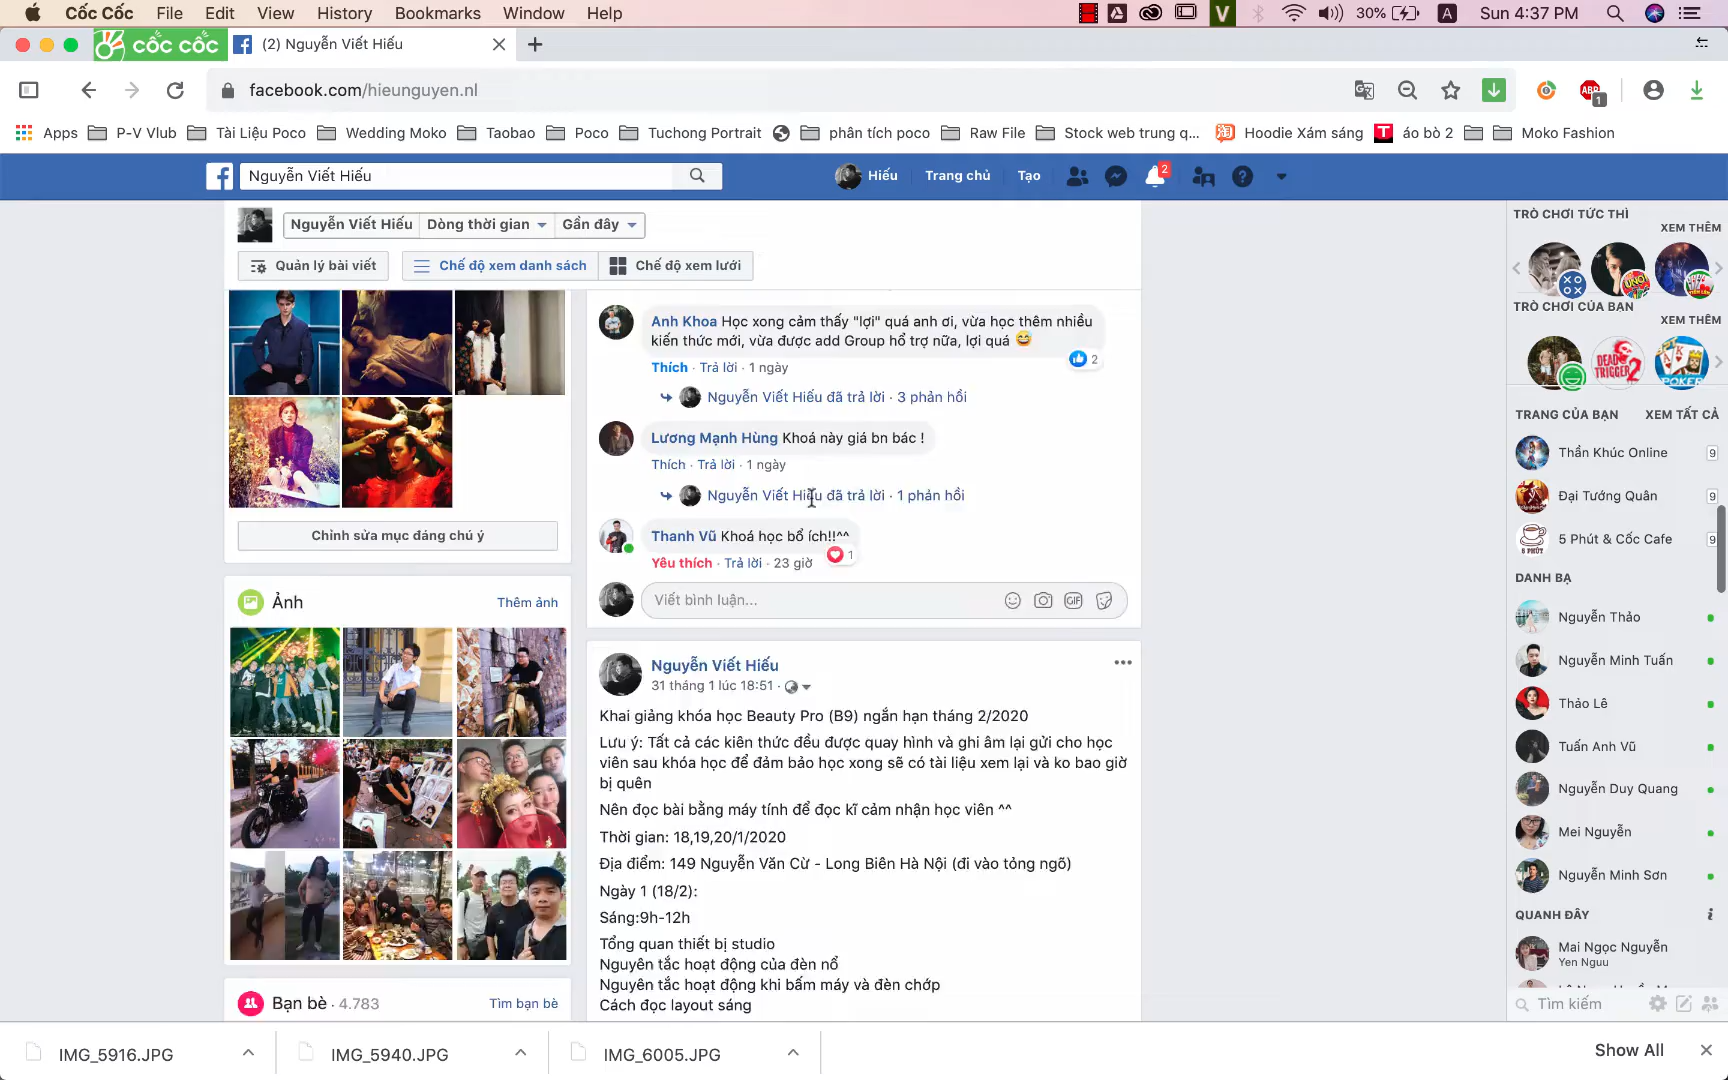 Cốc Cốc File Edit View History Bookmarks Window Help
V 30% A Sun 4:37 PM
cốc cốc (2) Nguyễn Viết Hiếu
facebook.com/hieunguyen.nl ABP 1
Apps P-V Vlub Tài Liệu Poco Wedding Moko Taobao Poco Tuchong Portrait phân tích poco Raw File Stock web trung q... Hoodie Xám sáng T áo bò 2 Moko Fashion
Nguyễn Viết Hiếu Hiếu Trang chủ Tạo 2
Nguyễn Viết Hiếu Dòng thời gian Gần đây
Quản lý bài viết Chế độ xem danh sách Chế độ xem lưới
Anh Khoa Học xong cảm thấy "lợi" quá anh ơi, vừa học thêm nhiều
kiến thức mới, vừa được add Group hổ trợ nữa, lợi quá
2
Thích · Trả lời · 1 ngày
Nguyễn Viết Hiếu đã trả lời · 3 phản hồi
Lương Mạnh Hùng Khoá này giá bn bác !
Thích · Trả lời · 1 ngày
Nguyễn Viết Hiếu đã trả lời · 1 phản hồi
Thanh Vũ Khoá học bổ ích!!^^
1
Yêu thích · Trả lời · 23 giờ
Viết bình luận...
GIF
Chỉnh sửa mục đáng chú ý
Ảnh Thêm ảnh
Bạn bè · 4.783 Tìm bạn bè
Nguyễn Viết Hiếu
31 tháng 1 lúc 18:51 ·
Khai giảng khóa học Beauty Pro (B9) ngắn hạn tháng 2/2020
Lưu ý: Tất cả các kiên thức đều được quay hình và ghi âm lại gửi cho học
viên sau khóa học để đảm bảo học xong sẽ có tài liệu xem lại và ko bao giờ
bị quên
Nên đọc bài bằng máy tính để đọc kĩ cảm nhận học viên ^^
Thời gian: 18,19,20/1/2020
Địa điểm: 149 Nguyễn Văn Cừ - Long Biên Hà Nội (đi vào tỏng ngõ)
Ngày 1 (18/2):
Sáng:9h-12h
Tổng quan thiết bị studio
Nguyên tắc hoạt động của đèn nổ
Nguyên tắc hoạt động khi bấm máy và đèn chớp
Cách đọc layout sáng
TRÒ CHƠI TỨC THÌ
XEM THÊM
UNO
TRÒ CHƠI CỦA BẠN
XEM THÊM
DEAD TRIGGER 2
POKER
TRANG CỦA BẠN XEM TẤT CẢ
Thần Khúc Online 9
Đại Tướng Quân 9
5 Phút & Cốc Cafe 9
DANH BẠ
Nguyễn Thảo
Nguyễn Minh Tuấn
Thảo Lê
Tuấn Anh Vũ
Nguyễn Duy Quang
Mei Nguyễn
Nguyễn Minh Sơn
QUANH ĐÂY
Mai Ngọc Nguyễn
Yen Nguu
Tìm kiếm
IMG_5916.JPG IMG_5940.JPG IMG_6005.JPG Show All